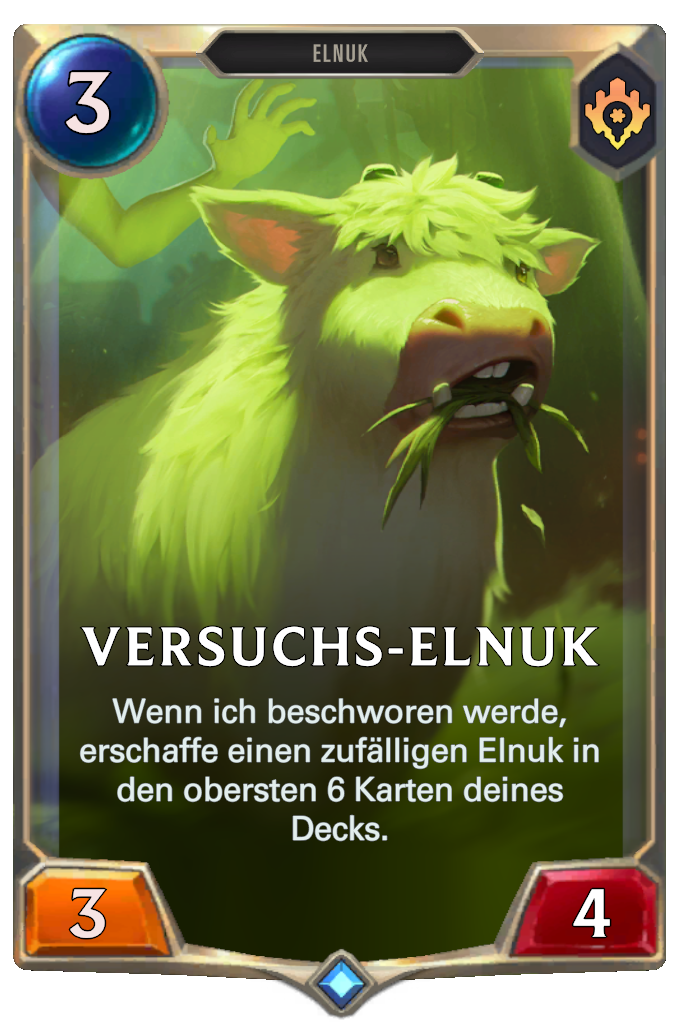 3
ELNUK
VERSUCHS-ELNUK
Wenn ich beschworen werde,
erschaffe einen zufälligen Elnuk in
den obersten 6 Karten deines
Decks.
3
4